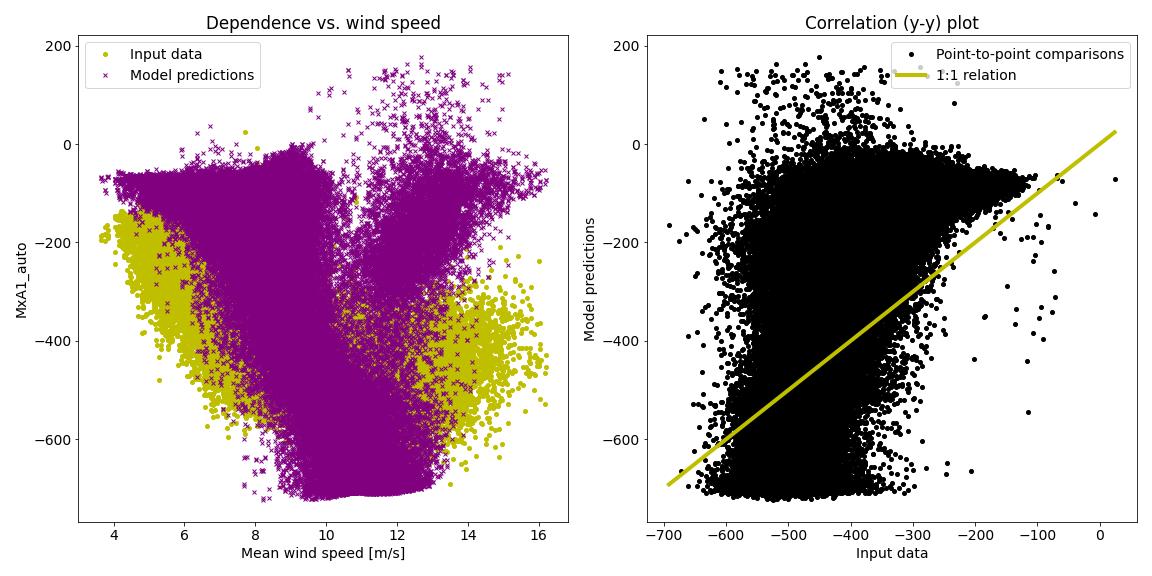 Dependence vs. wind speed
Input data
Model predictions
MxA1_auto
200
0
−200
−400
−600
4
6
8
10
12
14
16
Mean wind speed [m/s]
Correlation (y-y) plot
Point-to-point comparisons
1:1 relation
Model predictions
200
0
−200
−400
−600
−700
−600
−500
−400
−300
−200
−100
0
Input data